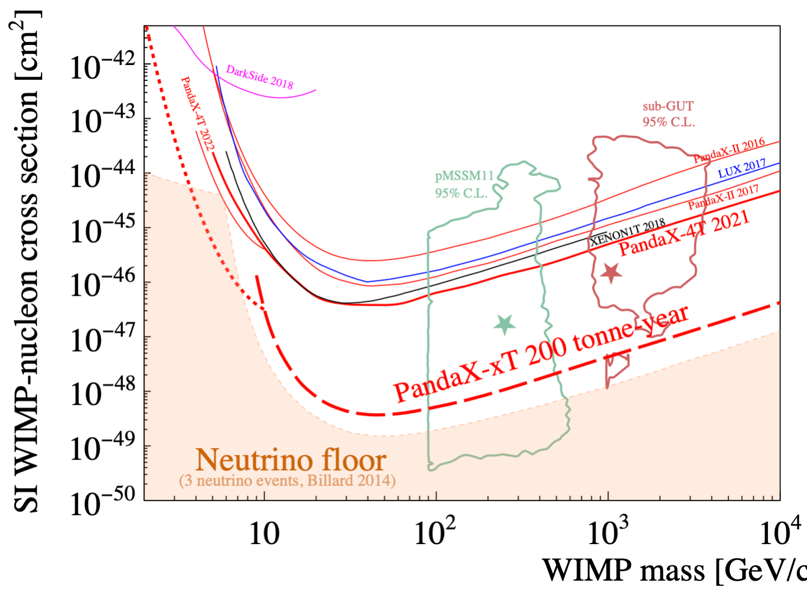 SI WIMP-nucleon cross section [cm²]
10⁻⁴²
10⁻⁴³
10⁻⁴⁴
10⁻⁴⁵
10⁻⁴⁶
10⁻⁴⁷
10⁻⁴⁸
10⁻⁴⁹
10⁻⁵⁰
DarkSide 2018
PandaX-4T 2022
pMSSM11
95% C.L.
sub-GUT
95% C.L.
PandaX-II 2016
LUX 2017
PandaX-II 2017
XENON1T 2018
PandaX-4T 2021
PandaX-xT 200 tonne-year
Neutrino floor
(3 neutrino events, Billard 2014)
10
10²
10³
10⁴
WIMP mass [GeV/c